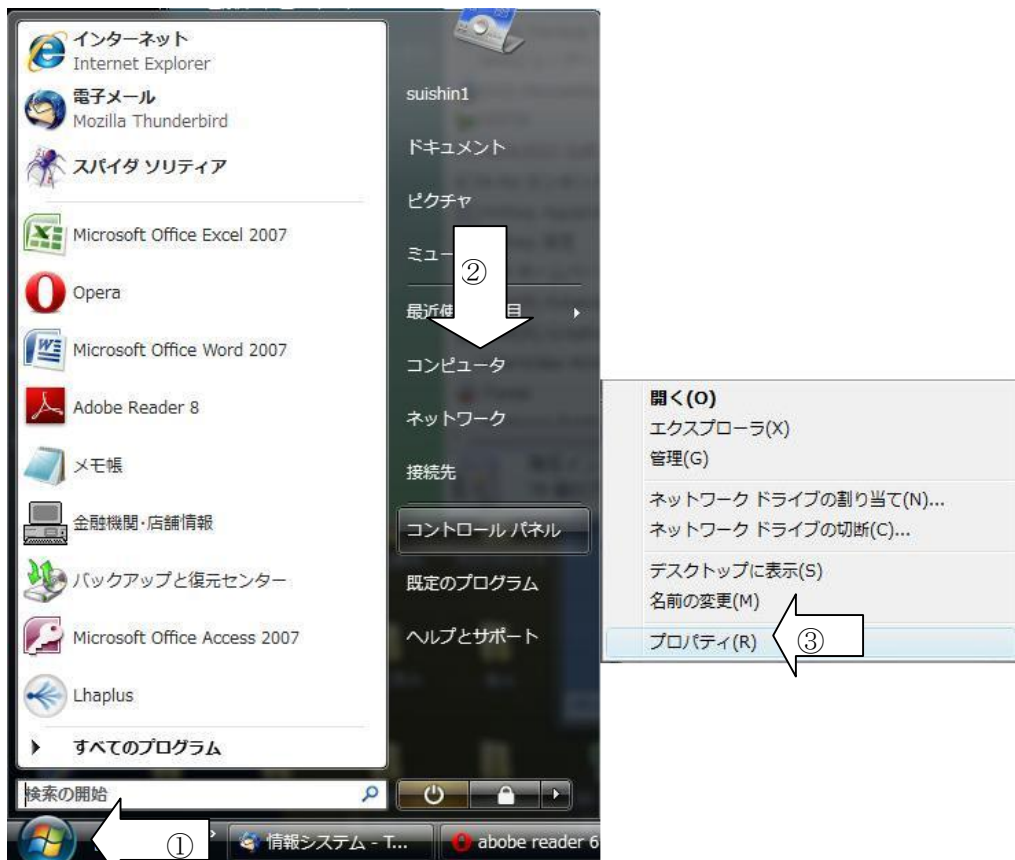 インターネット
Internet Explorer
電子メール
Mozilla Thunderbird
スパイダ ソリティア
Microsoft Office Excel 2007
Opera
Microsoft Office Word 2007
Adobe Reader 8
メモ帳
金融機関・店舗情報
バックアップと復元センター
Microsoft Office Access 2007
Lhaplus
すべてのプログラム
検索の開始
suishin1
ドキュメント
ピクチャ
ミュー
②
最近使 目
コンピュータ
ネットワーク
接続先
コントロール パネル
既定のプログラム
ヘルプとサポート
開く(O)
エクスプローラ(X)
管理(G)
ネットワーク ドライブの割り当て(N)...
ネットワーク ドライブの切断(C)...
デスクトップに表示(S)
名前の変更(M)
プロパティ(R)
③
①
情報システム - T...
abobe reader 6